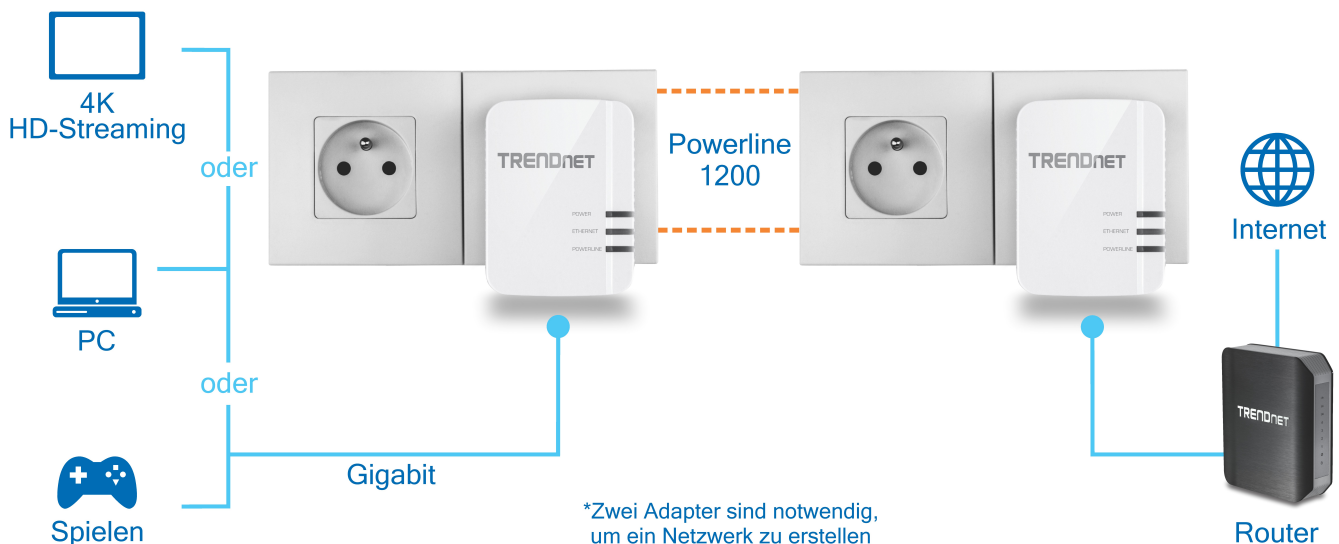 4K
HD-Streaming
oder
PC
oder
Spielen
Gigabit
TRENDNET
POWER
ETHERNET
POWERLINE
Powerline
1200
TRENDNET
POWER
ETHERNET
POWERLINE
*Zwei Adapter sind notwendig,
um ein Netzwerk zu erstellen
Internet
TRENDNET
Router